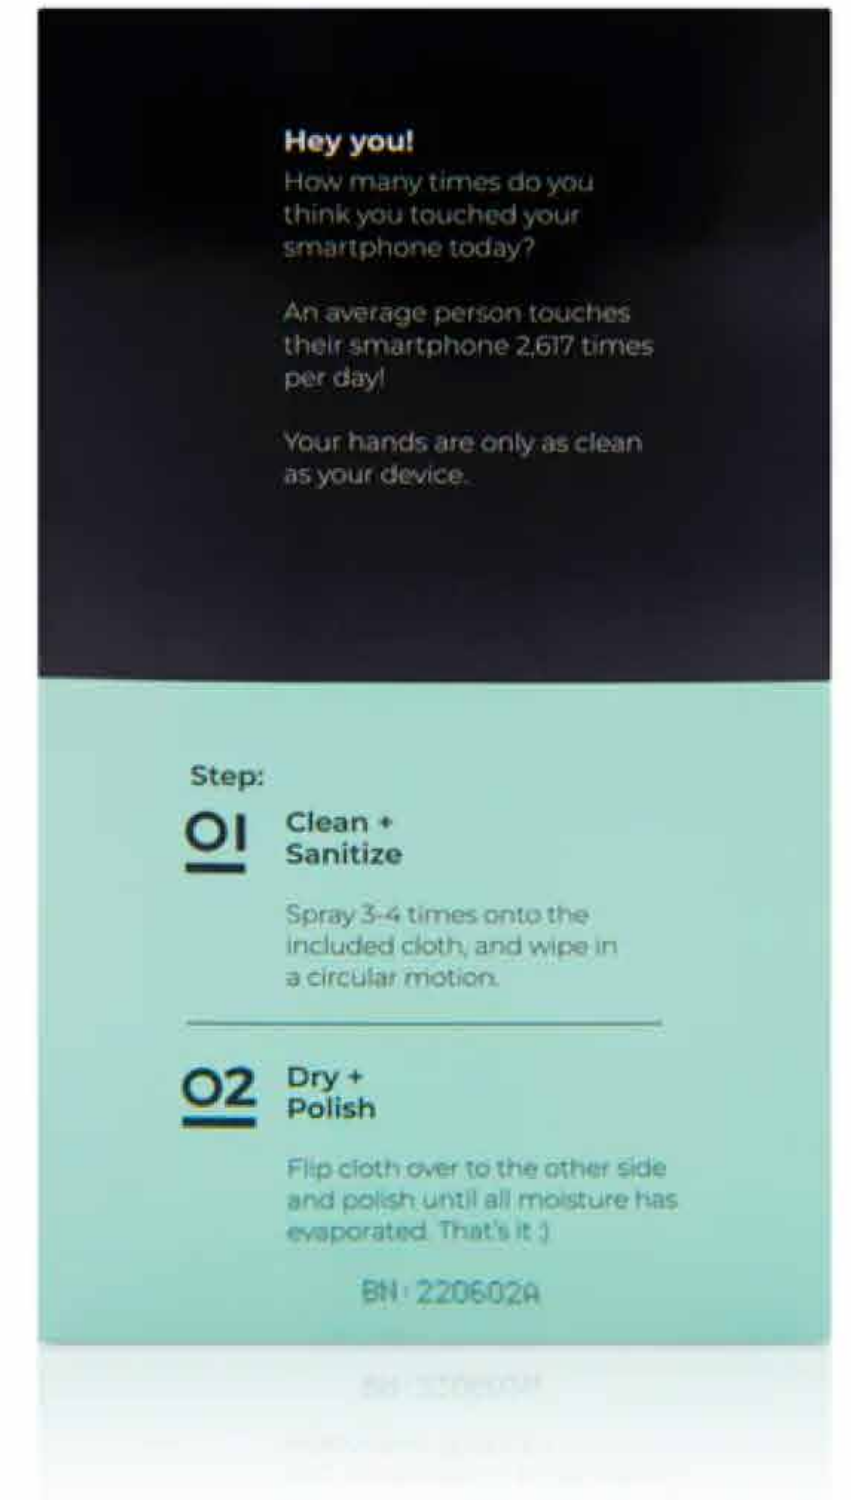 Hey you!
How many times do you
think you touched your
smartphone today?
An average person touches
their smartphone 2,617 times
per day!
Your hands are only as clean
as your device.
Step:
01
Clean +
Sanitize
Spray 3-4 times onto the
included cloth, and wipe in
a circular motion.
02
Dry +
Polish
Flip cloth over to the other side
and polish until all moisture has
evaporated. That's it :)
BN: 220602A